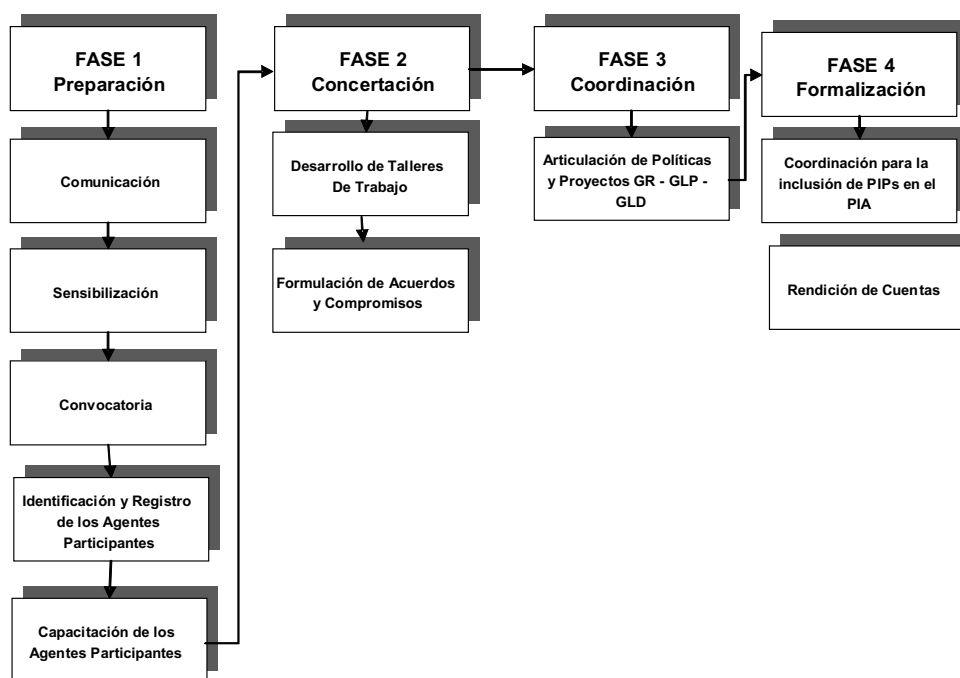 FASE 1
Preparación
Comunicación
Sensibilización
Convocatoria
Identificación y Registro
de los Agentes
Participantes
Capacitación de los
Agentes Participantes
FASE 2
Concertación
Desarrollo de Talleres
De Trabajo
Formulación de Acuerdos
y Compromisos
FASE 3
Coordinación
Articulación de Políticas
y Proyectos GR - GLP -
GLD
FASE 4
Formalización
Coordinación para la
inclusión de PIPs en el
PIA
Rendición de Cuentas